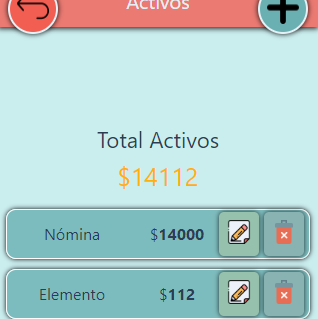 Activos
Total Activos
$14112
Nómina $14000
Elemento $112